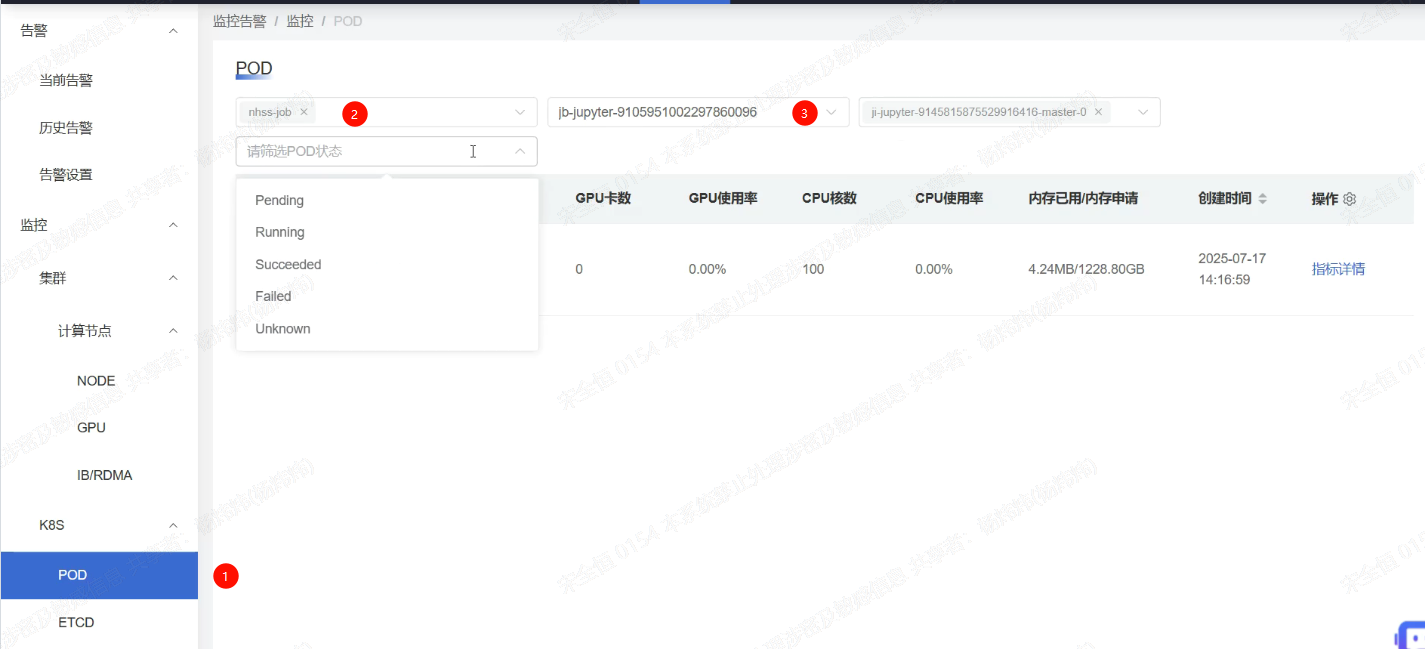 告警
当前告警
历史告警
告警设置
监控
集群
计算节点
NODE
GPU
IB/RDMA
K8S
POD
1
ETCD
监控告警 / 监控 / POD
POD
nhss-job × 2
jb-jupyter-9105951002297860096 3
ji-jupyter-9145815875529916416-master-0 ×
请筛选POD状态
Pending
Running
Succeeded
Failed
Unknown
GPU卡数 GPU使用率 CPU核数 CPU使用率 内存已用/内存申请 创建时间 操作
0 0.00% 100 0.00% 4.24MB/1228.80GB 2025-07-17 14:16:59 指标详情